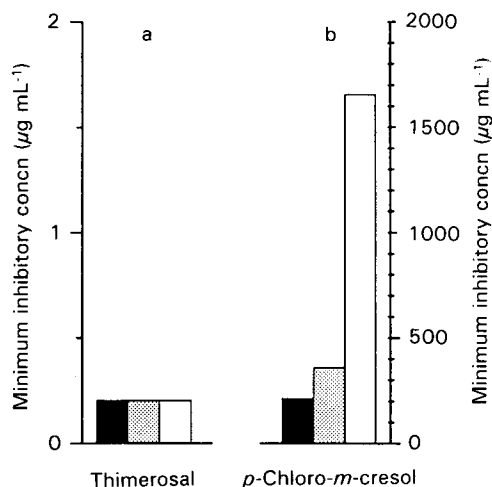 a
b
2
1
0
2000
1500
1000
500
0
Minimum inhibitory concn (µg mL⁻¹)
Minimum inhibitory concn (µg mL⁻¹)
Thimerosal
p-Chloro-m-cresol